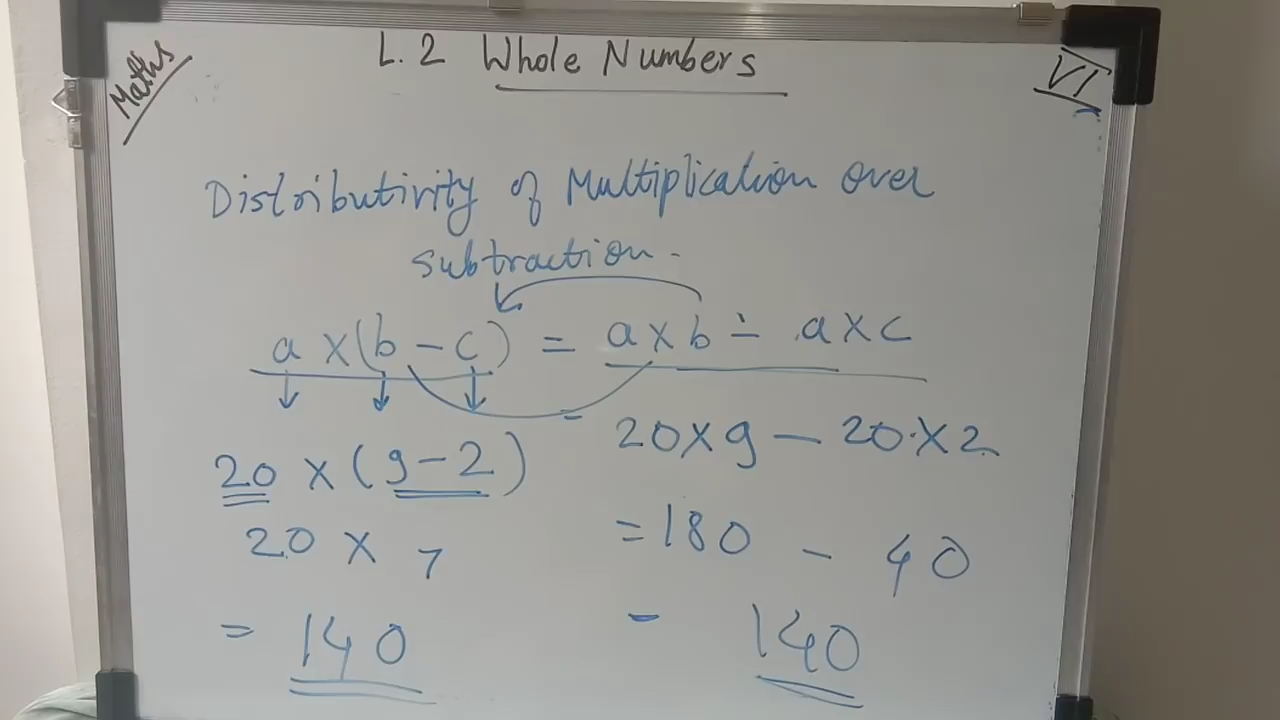 Maths
L.2 Whole Numbers
VI
Distributivity of Multiplication over
subtraction.
a x (b - c) = a x b - a x c
20 x (9 - 2) = 20 x 9 - 20 x 2
20 x 7 = 180 - 40
= 140 = 140